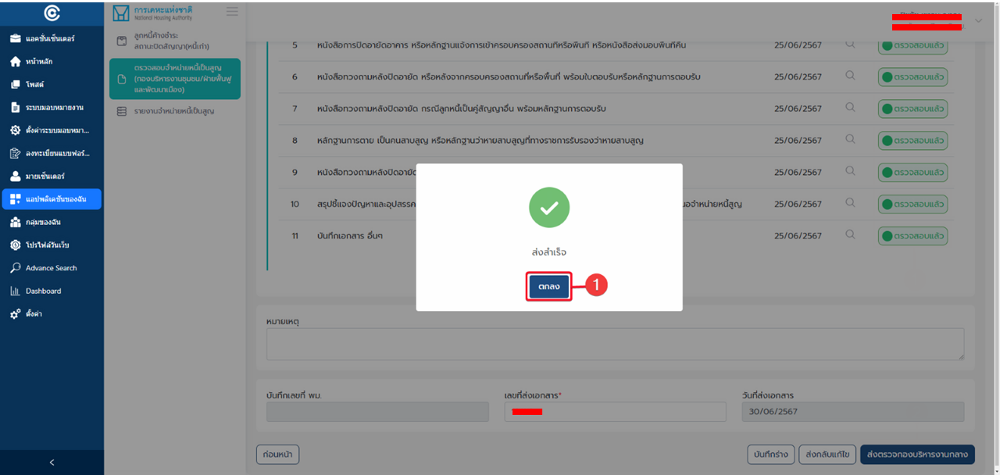 การเคหะแห่งชาติ
National Housing Authority
แอคชั่นเซ็นเตอร์
หน้าหลัก
โพสต์
ระบบมอบหมายงาน
ตั้งค่าระบบมอบหมา...
ลงทะเบียนแบบฟอร์...
มายเซ็นเตอร์
แอปพลิเคชันของฉัน
กลุ่มของฉัน
โปรไฟล์วันเว็บ
Advance Search
Dashboard
ตั้งค่า
ลูกหนี้ค้างชำระ
สถานะปิดสัญญา(หนี้เก่า)
ตรวจสอบจำหน่ายหนี้เป็นสูญ
(กองบริหารงานชุมชน/ฝ่ายฟื้นฟู
และพัฒนาเมือง)
รายงานจำหน่ายหนี้เป็นสูญ
5 หนังสือการปิดอายัดอาคาร หรือหลักฐานแจ้งการเข้าครอบครองสถานที่หรือพื้นที่ หรือหนังสือส่งมอบพื้นที่คืน 25/06/2567 ตรวจสอบแล้ว
6 หนังสือทวงถามหลังปิดอายัด หรือหลังจากครอบครองสถานที่หรือพื้นที่ พร้อมใบตอบรับหรือหลักฐานการตอบรับ 25/06/2567 ตรวจสอบแล้ว
7 หนังสือทวงถามหลังปิดอายัด กรณีลูกหนี้เป็นคู่สัญญาอื่น พร้อมหลักฐานการตอบรับ 25/06/2567 ตรวจสอบแล้ว
8 หลักฐานการตาย เป็นคนสาบสูญ หรือหลักฐานว่าหายสาบสูญที่ทางราชการรับรองว่าหายสาบสูญ 25/06/2567 ตรวจสอบแล้ว
9 หนังสือทวงถามหลังปิดอายัด 25/06/2567 ตรวจสอบแล้ว
10 สรุปชี้แจงปัญหาและอุปสรรค นอจำหน่ายหนี้สูญ 25/06/2567 ตรวจสอบแล้ว
11 บันทึกเอกสาร อื่นๆ 25/06/2567 ตรวจสอบแล้ว
ส่งสำเร็จ
ตกลง
1
หมายเหตุ
บันทึกเลขที่ พม.
เลขที่ส่งเอกสาร*
วันที่ส่งเอกสาร
30/06/2567
ก่อนหน้า
บันทึกร่าง
ส่งกลับแก้ไข
ส่งตรวจกองบริหารงานกลาง